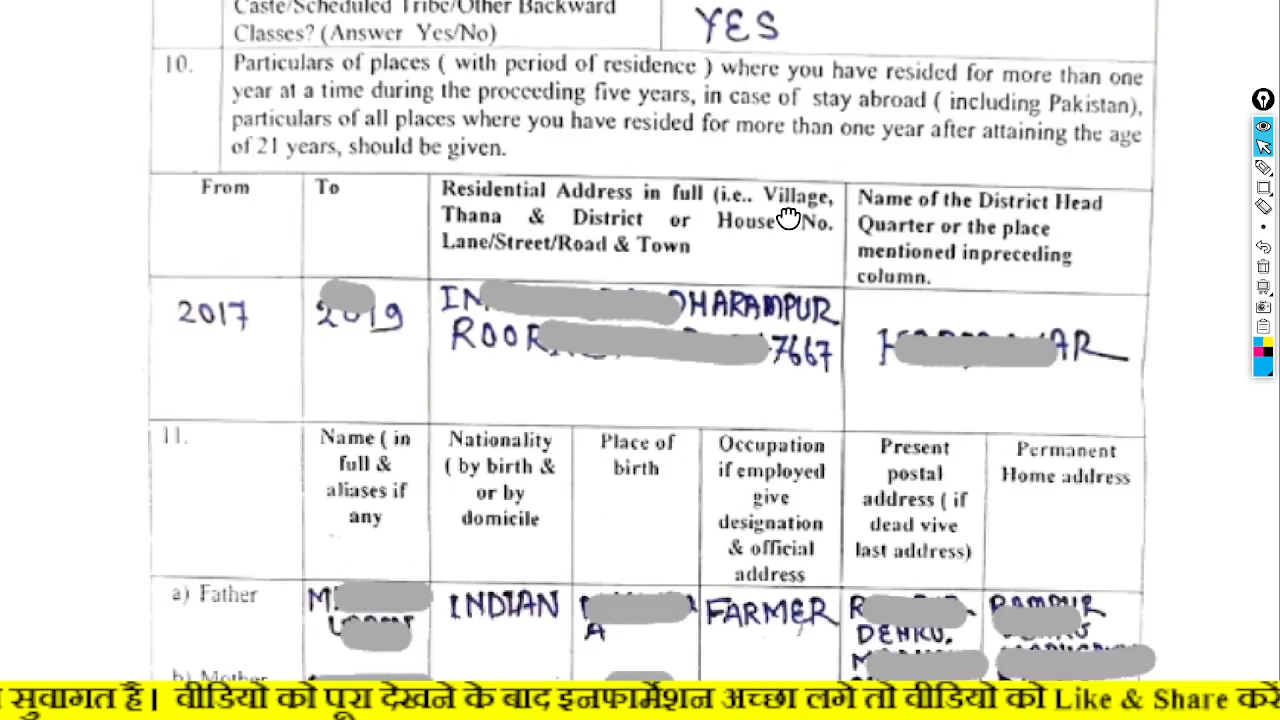 Caste/Scheduled Tribe/Other Backward
Classes? (Answer Yes/No)
YES
10.
Particulars of places ( with period of residence ) where you have resided for more than one
year at a time during the proceeding five years, in case of stay abroad ( including Pakistan),
particulars of all places where you have resided for more than one year after attaining the age
of 21 years, should be given.
From
To
Residential Address in full (i.e.. Village,
Thana & District or House No.
Lane/Street/Road & Town
Name of the District Head
Quarter or the place
mentioned inpreceding
column.
2017
2019
DHARAMPUR
7667
11.
Name ( in
full &
aliases if
any
Nationality
( by birth &
or by
domicile
Place of
birth
Occupation
if employed
give
designation
& official
address
Present
postal
address ( if
dead vive
last address)
Permanent
Home address
a) Father
INDIAN
A
FARMER
RAMPUR
DEHRU.
b) Mother
सुवागत है। वीडियो को पूरा देखने के बाद इनफार्मेशन अच्छा लगे तो वीडियो को Like & Share करें